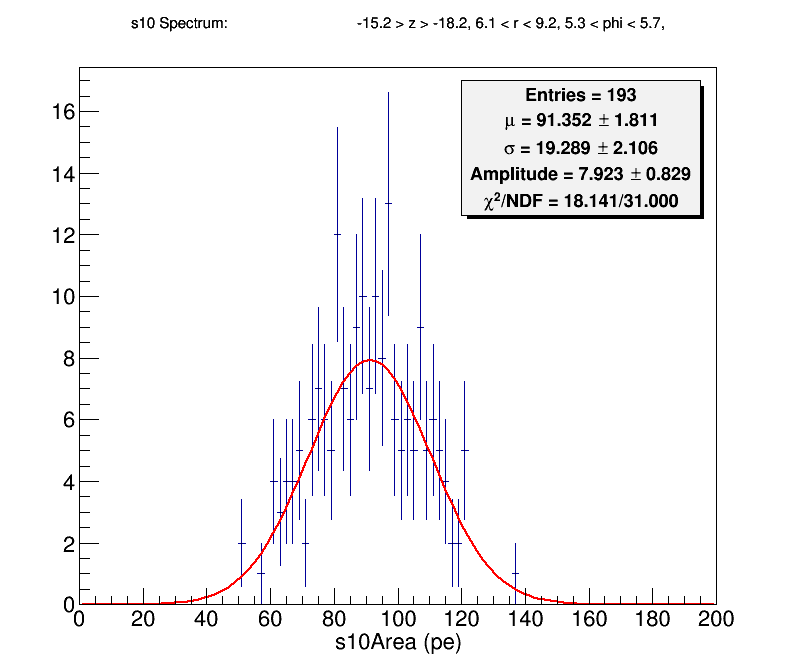 s10 Spectrum: -15.2 > z > -18.2, 6.1 < r < 9.2, 5.3 < phi < 5.7,
Entries = 193
μ = 91.352 ± 1.811
σ = 19.289 ± 2.106
Amplitude = 7.923 ± 0.829
χ²/NDF = 18.141/31.000
16
14
12
10
8
6
4
2
0
0 20 40 60 80 100 120 140 160 180 200
s10Area (pe)